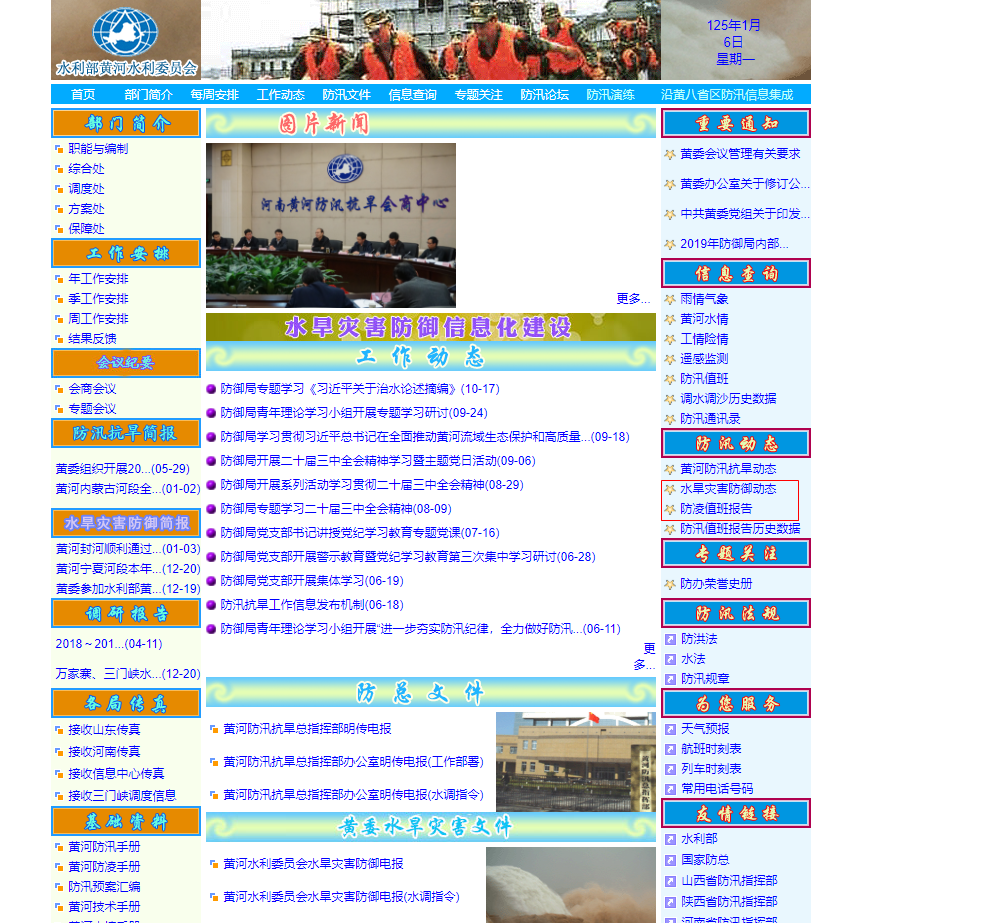 水利部黄河水利委员会
125年1月
6日
星期一
首页 部门简介 每周安排 工作动态 防汛文件 信息查询 专题关注 防汛论坛 防汛演练 沿黄八省区防汛信息集成
部门简介
职能与编制
综合处
调度处
方案处
保障处
工作安排
年工作安排
季工作安排
周工作安排
结果反馈
会议纪要
会商会议
专题会议
防汛抗旱简报
黄委组织开展20...(05-29)
黄河内蒙古河段全...(01-02)
水旱灾害防御简报
黄河封河顺利通过...(01-03)
黄河宁夏河段本年...(12-20)
黄委参加水利部黄...(12-19)
调研报告
2018～201...(04-11)
万家寨、三门峡水...(12-20)
各局传真
接收山东传真
接收河南传真
接收信息中心传真
接收三门峡调度信息
基础资料
黄河防汛手册
黄河防凌手册
防汛预案汇编
黄河技术手册
图片新闻
河南黄河防汛抗旱会商中心
更多...
水旱灾害防御信息化建设
工作动态
防御局专题学习《习近平关于治水论述摘编》(10-17)
防御局青年理论学习小组开展专题学习研讨(09-24)
防御局学习贯彻习近平总书记在全面推动黄河流域生态保护和高质量...(09-18)
防御局开展二十届三中全会精神学习暨主题党日活动(09-06)
防御局开展系列活动学习贯彻二十届三中全会精神(08-29)
防御局专题学习二十届三中全会精神(08-09)
防御局党支部书记讲授党纪学习教育专题党课(07-16)
防御局党支部开展警示教育暨党纪学习教育第三次集中学习研讨(06-28)
防御局党支部开展集体学习(06-19)
防汛抗旱工作信息发布机制(06-18)
防御局青年理论学习小组开展“进一步夯实防汛纪律，全力做好防汛...(06-11)
更
多...
防总文件
黄河防汛抗旱总指挥部明传电报
黄河防汛抗旱总指挥部办公室明传电报(工作部署)
黄河防汛抗旱总指挥部办公室明传电报(水调指令)
黄委水旱灾害文件
黄河水利委员会水旱灾害防御电报
黄河水利委员会水旱灾害防御电报(水调指令)
重要通知
黄委会议管理有关要求
黄委办公室关于修订公...
中共黄委党组关于印发...
2019年防御局内部...
信息查询
雨情气象
黄河水情
工情险情
遥感监测
防汛值班
调水调沙历史数据
防汛通讯录
防汛动态
黄河防汛抗旱动态
水旱灾害防御动态
防凌值班报告
防汛值班报告历史数据
专题关注
防办荣誉史册
防汛法规
防洪法
水法
防汛规章
为您服务
天气预报
航班时刻表
列车时刻表
常用电话号码
友情链接
水利部
国家防总
山西省防汛指挥部
陕西省防汛指挥部
河南省防汛指挥部